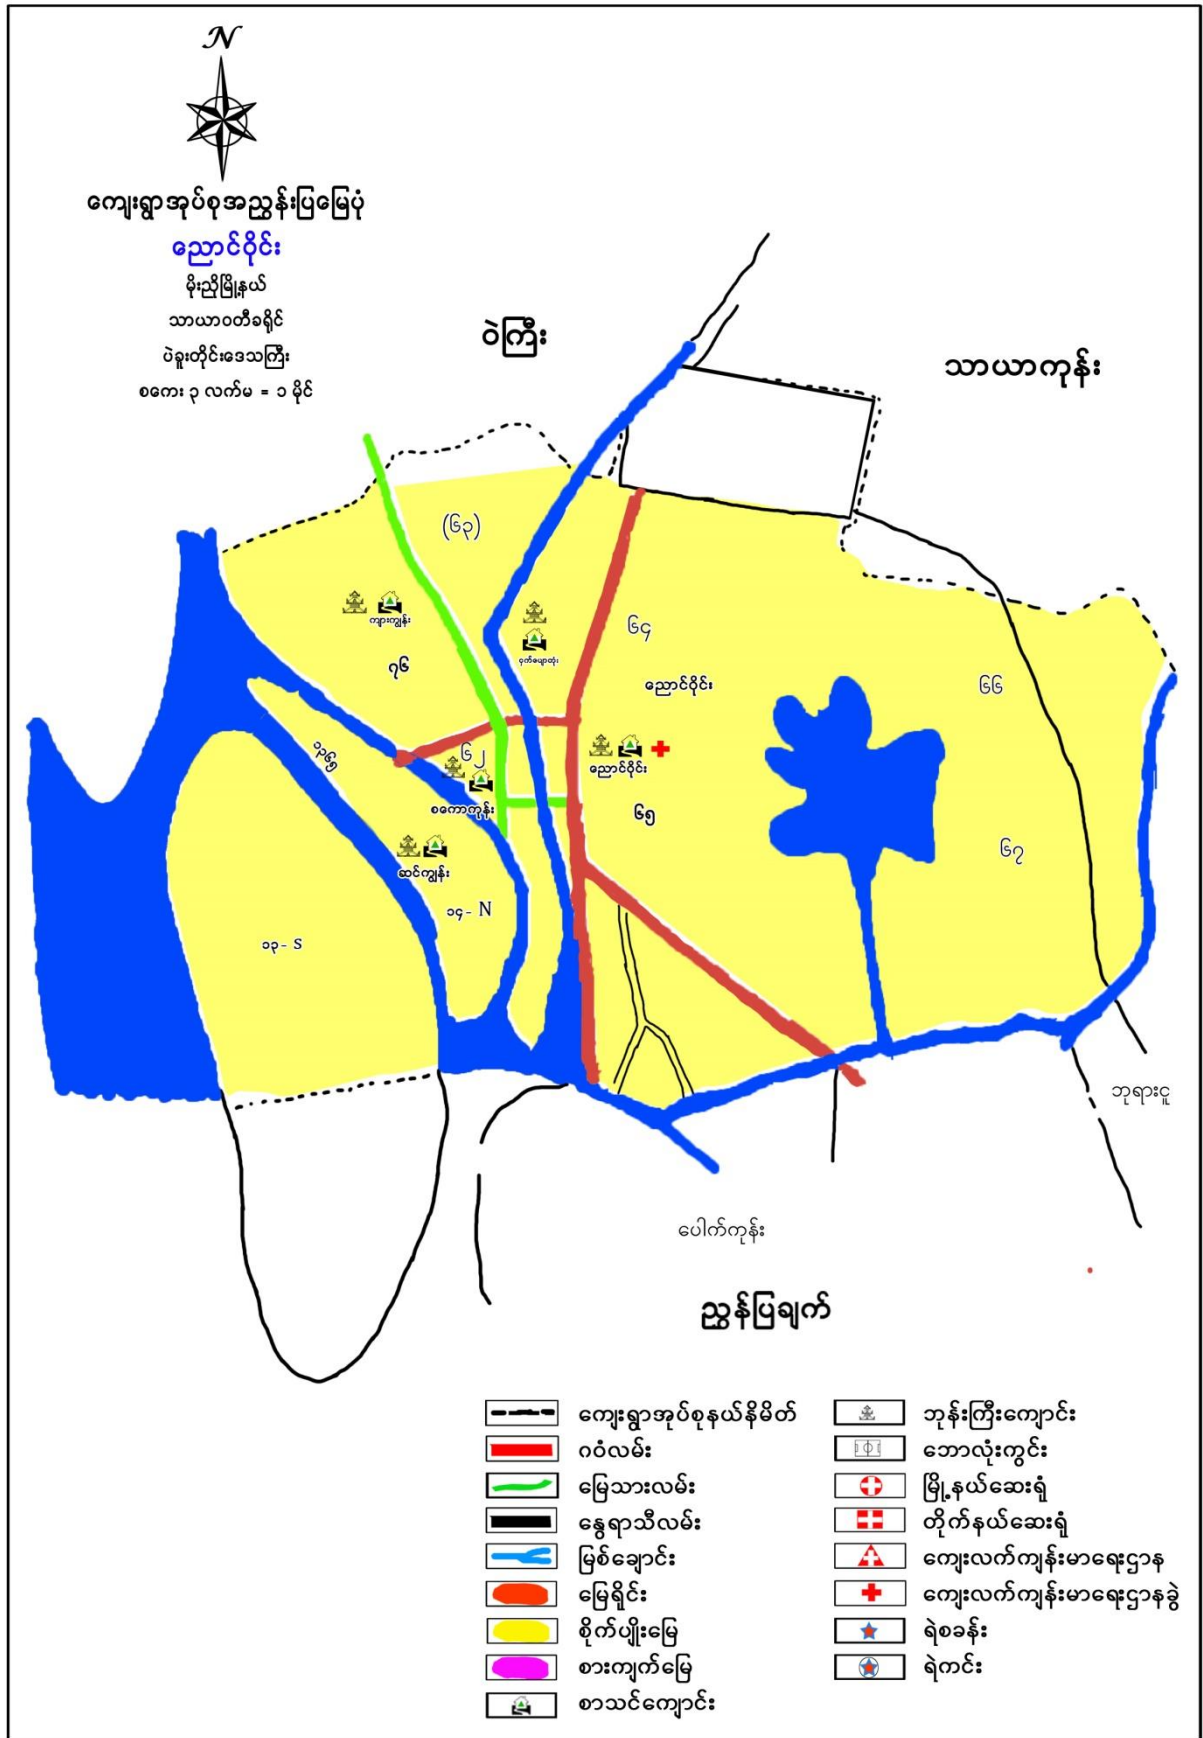 N
ကျေးရွာအုပ်စုအညွှန်းပြမြေပုံ
ညောင်ဝိုင်း
မိုးညိုမြို့နယ်
သာယာဝတီခရိုင်
ပဲခူးတိုင်းဒေသကြီး
စကေး ၃ လက်မ = ၁ မိုင်
ဝဲကြီး
သာယာကုန်း
(၆၃)
ကျားကျွန်း
၇၆
၆၄
ညောင်ဝိုင်း
၆၆
၁၃၆၅
၆၂
စကောကုန်း
ညောင်ဝိုင်း
၆၅
၆၇
ဆင်ကျွန်း
၁၄- N
၁၃- S
ဘုရားငူ
ပေါက်ကုန်း
ညွှန်ပြချက်
ကျေးရွာအုပ်စုနယ်နိမိတ်
ဂဝံလမ်း
မြေသားလမ်း
နွေရာသီလမ်း
မြစ်ချောင်း
မြေရိုင်း
စိုက်ပျိုးမြေ
စားကျက်မြေ
စာသင်ကျောင်း
ဘုန်းကြီးကျောင်း
ဘောလုံးကွင်း
မြို့နယ်ဆေးရုံ
တိုက်နယ်ဆေးရုံ
ကျေးလက်ကျန်းမာရေးဌာန
ကျေးလက်ကျန်းမာရေးဌာနခွဲ
ရဲစခန်း
ရဲကင်း